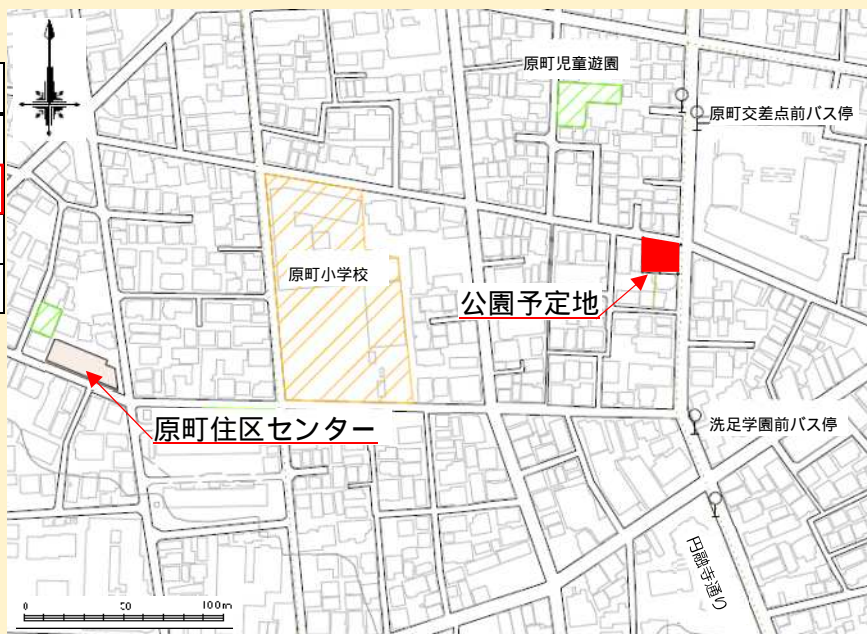 原町児童遊園
原町交差点前バス停
原町小学校
公園予定地
原町住区センター
洗足学園前バス停
円融寺通り
0 50 100m